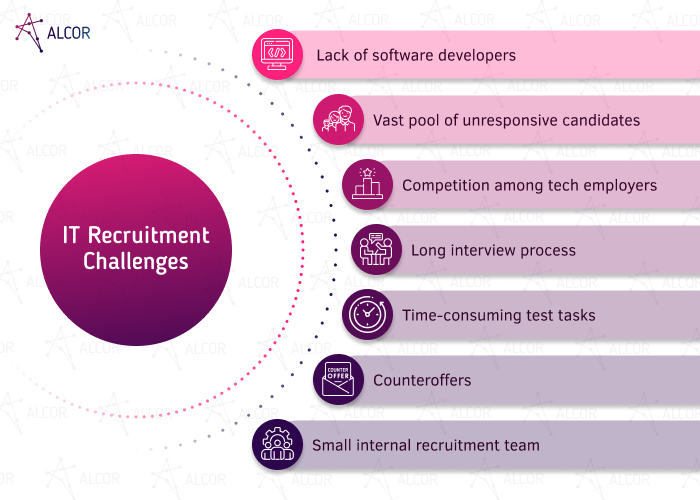 ALCOR
IT Recruitment
Challenges
Lack of software developers
Vast pool of unresponsive candidates
Competition among tech employers
Long interview process
Time-consuming test tasks
COUNTER
OFFER
Counteroffers
Small internal recruitment team